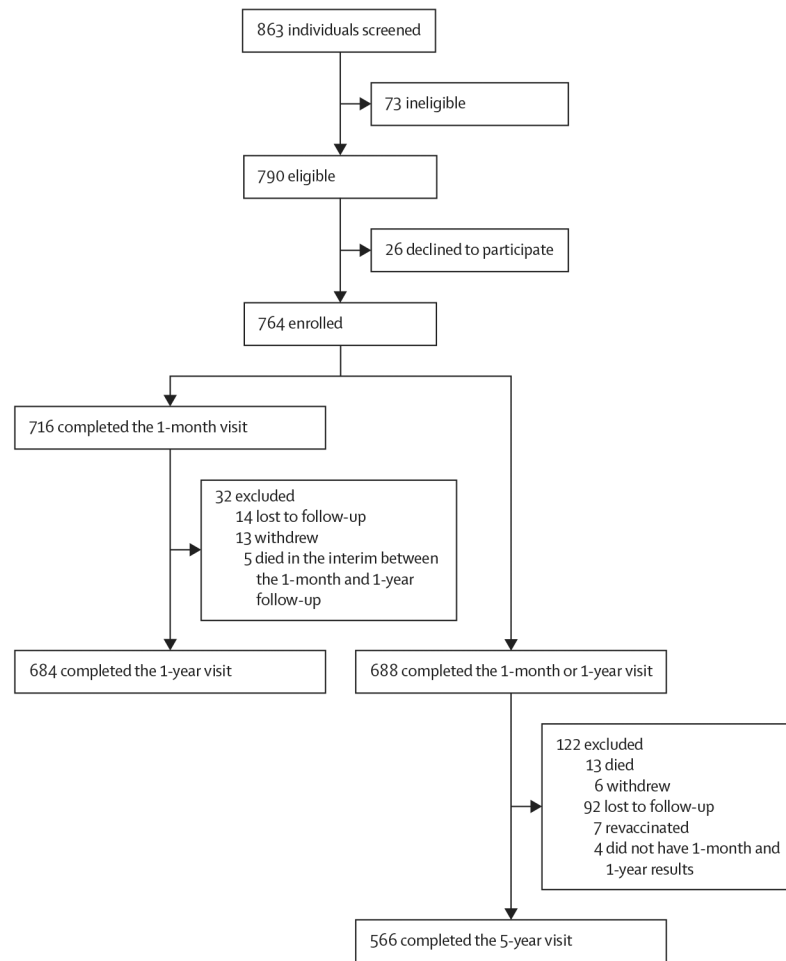 863 individuals screened
73 ineligible
790 eligible
26 declined to participate
764 enrolled
716 completed the 1-month visit
32 excluded
14 lost to follow-up
13 withdrew
5 died in the interim between
the 1-month and 1-year
follow-up
684 completed the 1-year visit
688 completed the 1-month or 1-year visit
122 excluded
13 died
6 withdrew
92 lost to follow-up
7 revaccinated
4 did not have 1-month and
1-year results
566 completed the 5-year visit